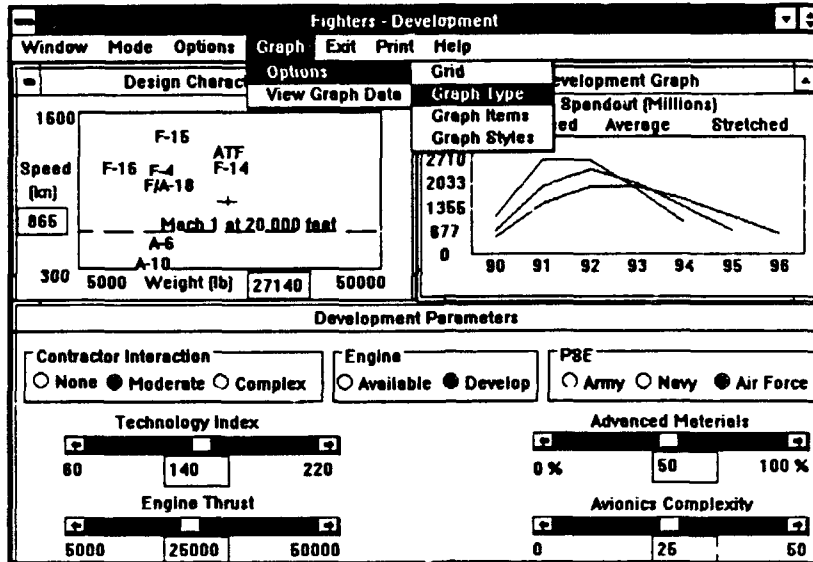 Fighters - Development
Window Mode Options Graph Exit Print Help
Options
View Graph Data
Grid
Graph Type
Graph Items
Graph Styles
Design Charact
evelopment Graph
Spendout (Millions)
ed Average Stretched
1600
Speed
(kn)
865
300
F-15
ATF
F-16 F-4 F-14
F/A-18
Mach 1 at 20,000 feet
A-6
A-10
5000 Weight (lb) 27140 50000
2710
2033
1355
677
0
90 91 92 93 94 95 96
Development Parameters
Contractor Interaction
None Moderate Complex
Engine
Available Develop
P&E
Army Navy Air Force
Technology Index
60 140 220
Advanced Materials
0 % 50 100 %
Engine Thrust
5000 25000 50000
Avionics Complexity
0 25 50